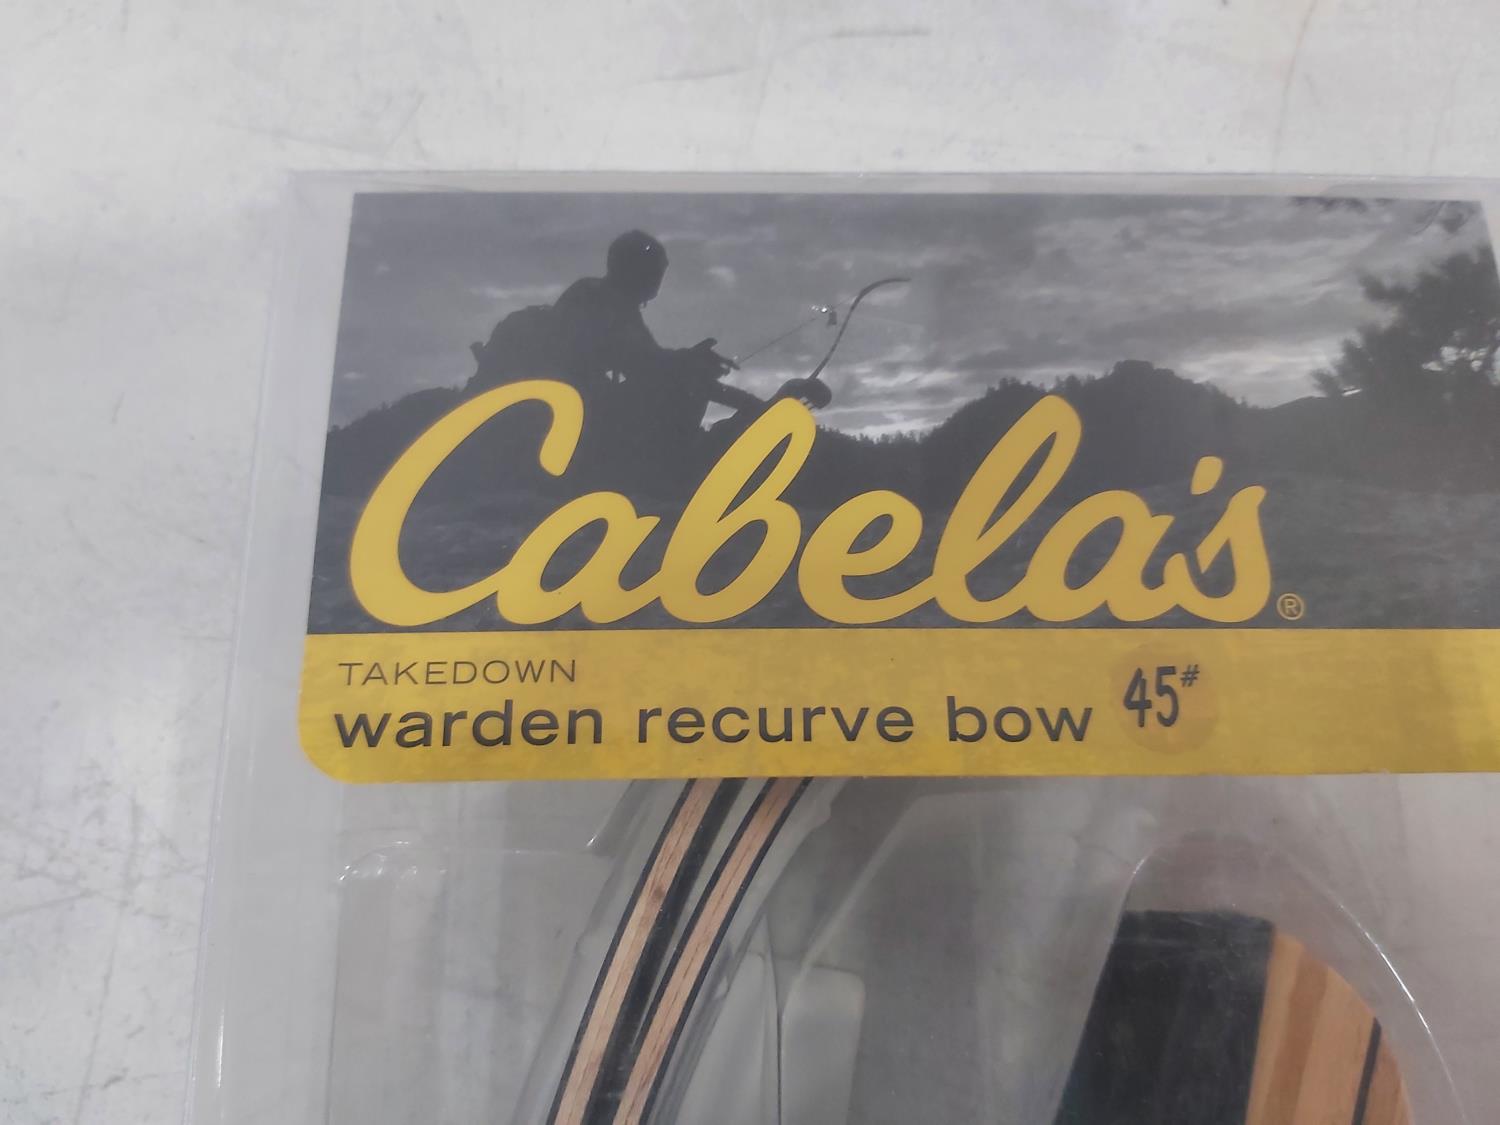 Cabela's®
TAKEDOWN
warden recurve bow 45#